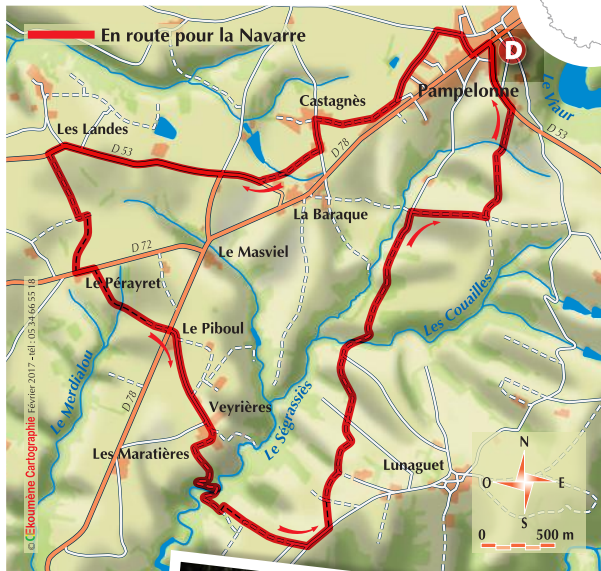 En route pour la Navarre
D
Pampelonne
Castagnès
Le Viaur
D 53
Les Landes
D 53
D 78
La Baraque
D 72
Le Masviel
Le Pérayret
Les Couailles
Le Piboul
Le Merdialou
D 78
Veyrières
Le Ségrassiès
Les Maratières
Lunaguet
N
O
E
S
0 500 m
© CEkoumène Cartographie Février 2017 - tél : 05 34 66 55 18